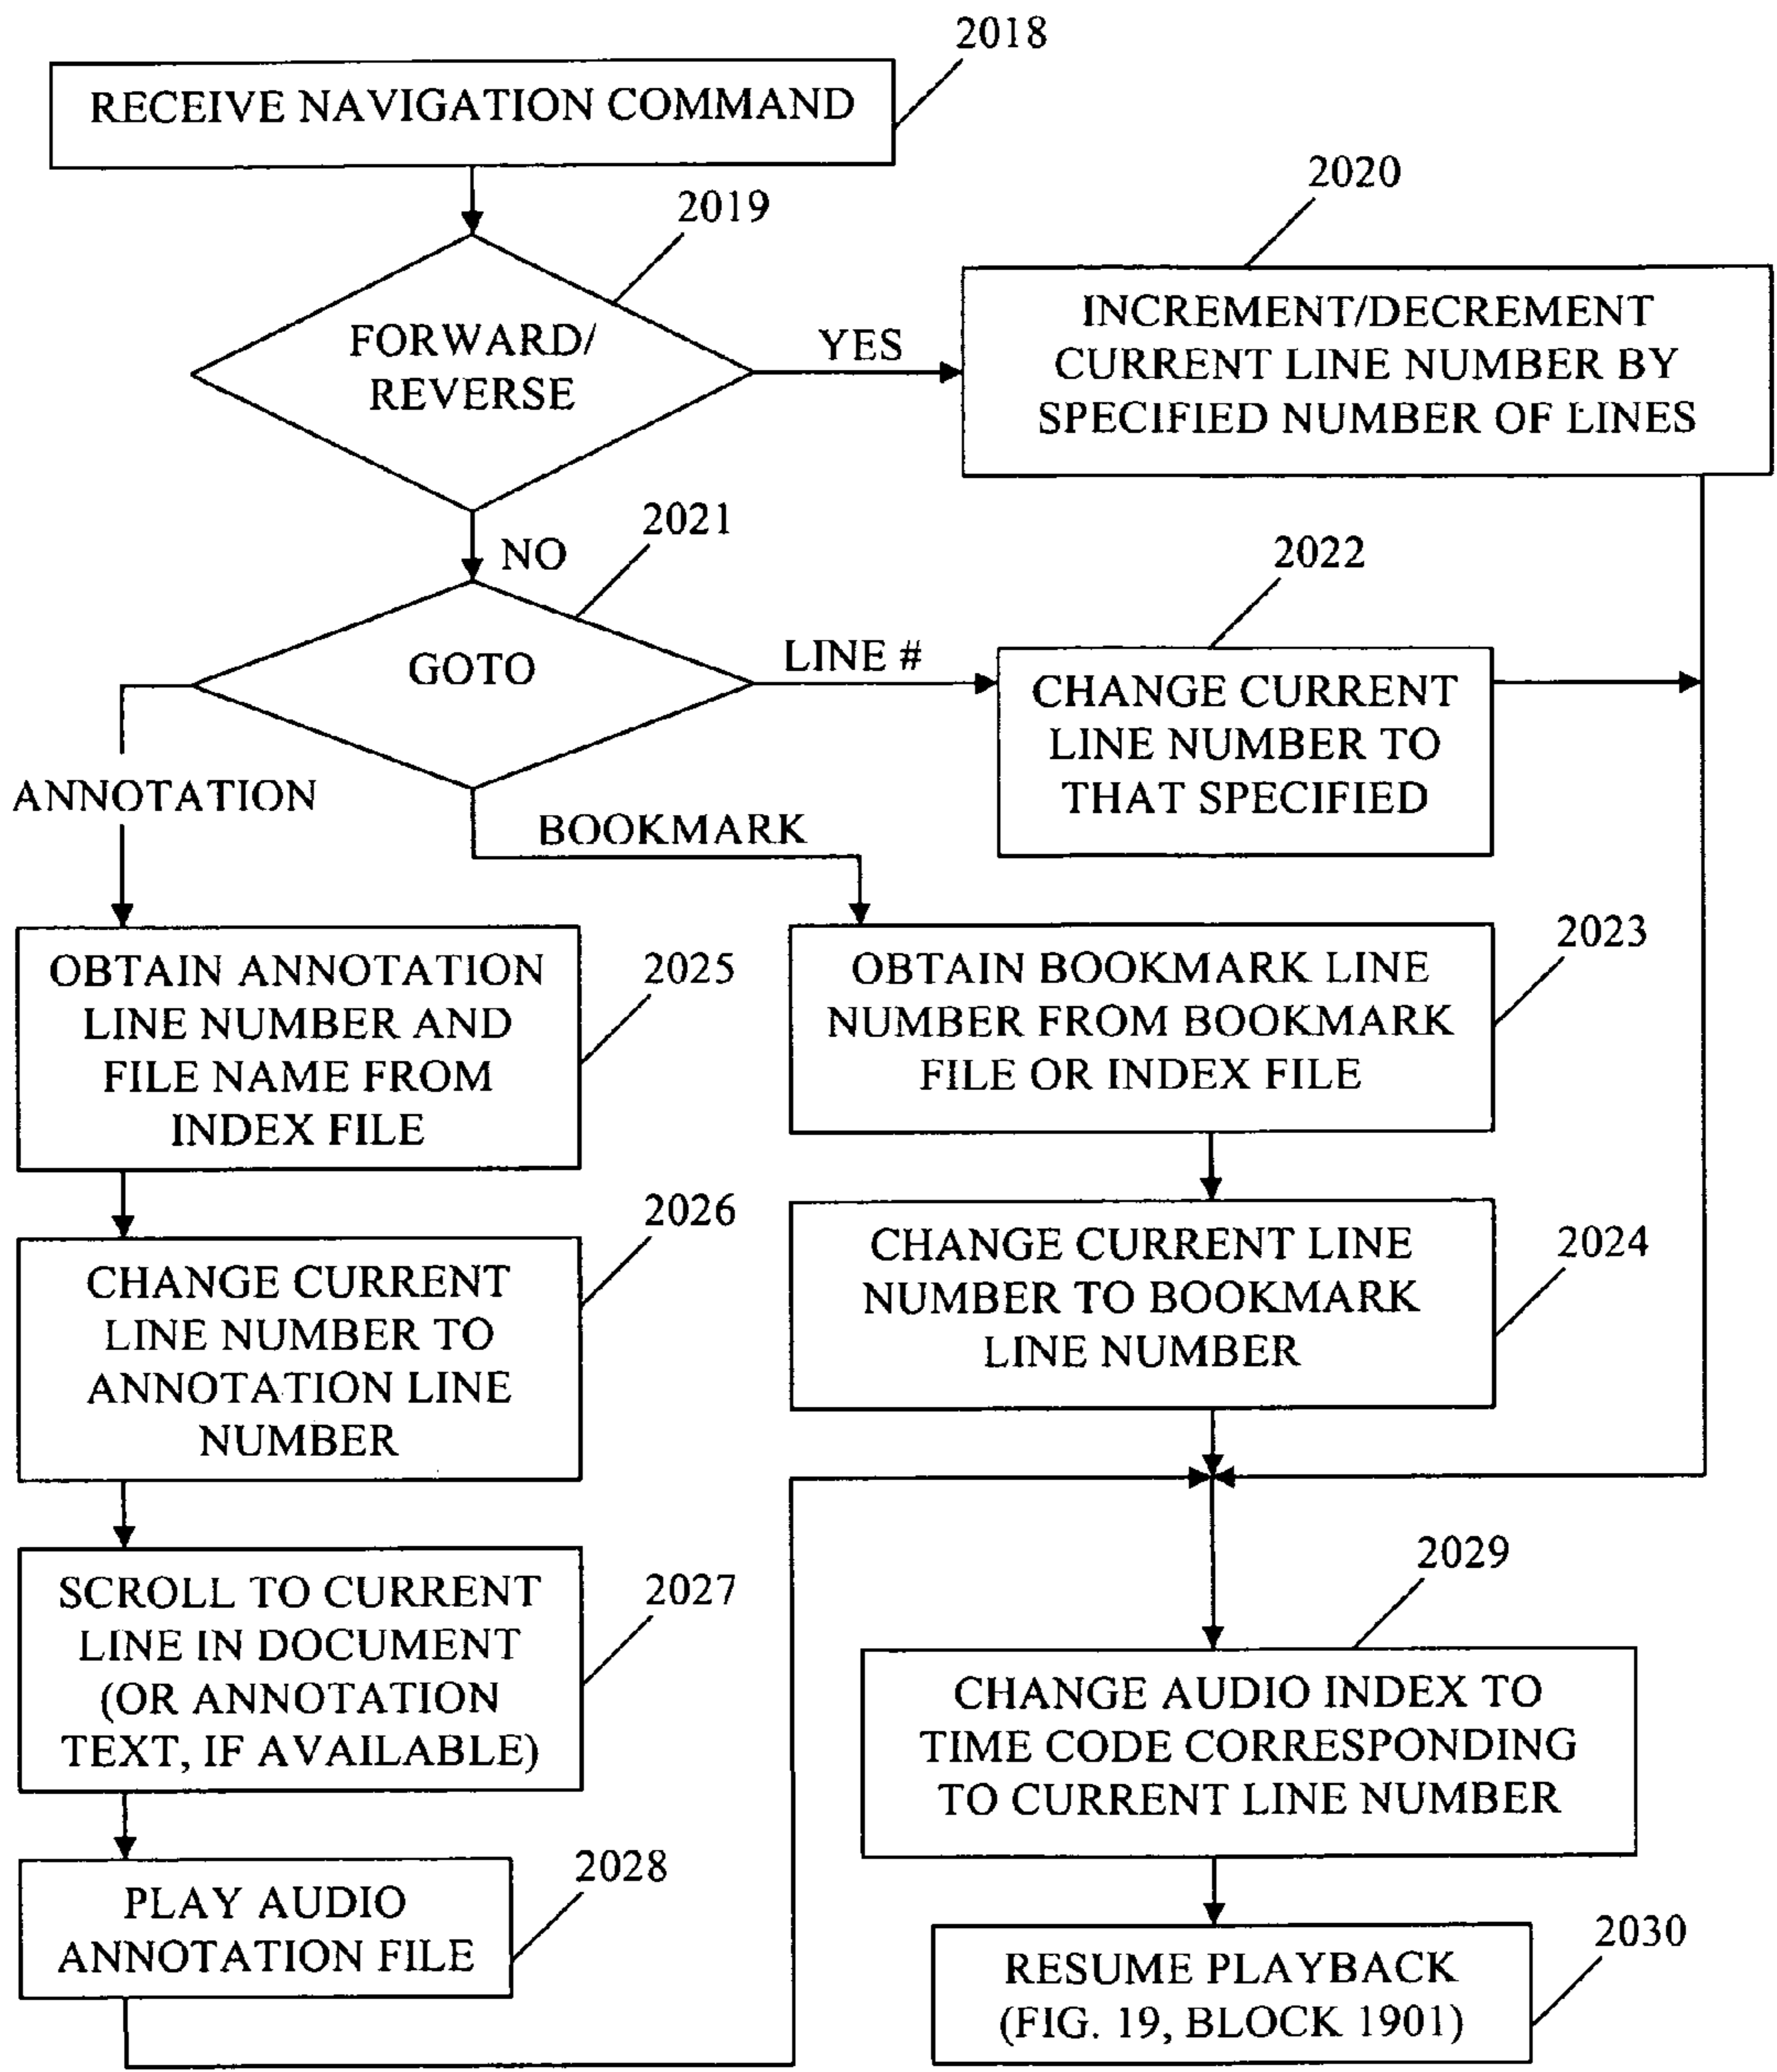 2018
RECEIVE NAVIGATION COMMAND
2019
FORWARD/
REVERSE
YES
2020
INCREMENT/DECREMENT
CURRENT LINE NUMBER BY
SPECIFIED NUMBER OF LINES
NO
2021
GOTO
LINE #
2022
CHANGE CURRENT
LINE NUMBER TO
THAT SPECIFIED
ANNOTATION
BOOKMARK
2025
OBTAIN ANNOTATION
LINE NUMBER AND
FILE NAME FROM
INDEX FILE
2023
OBTAIN BOOKMARK LINE
NUMBER FROM BOOKMARK
FILE OR INDEX FILE
2026
CHANGE CURRENT
LINE NUMBER TO
ANNOTATION LINE
NUMBER
2024
CHANGE CURRENT LINE
NUMBER TO BOOKMARK
LINE NUMBER
2027
SCROLL TO CURRENT
LINE IN DOCUMENT
(OR ANNOTATION
TEXT, IF AVAILABLE)
2029
CHANGE AUDIO INDEX TO
TIME CODE CORRESPONDING
TO CURRENT LINE NUMBER
2028
PLAY AUDIO
ANNOTATION FILE
2030
RESUME PLAYBACK
(FIG. 19, BLOCK 1901)